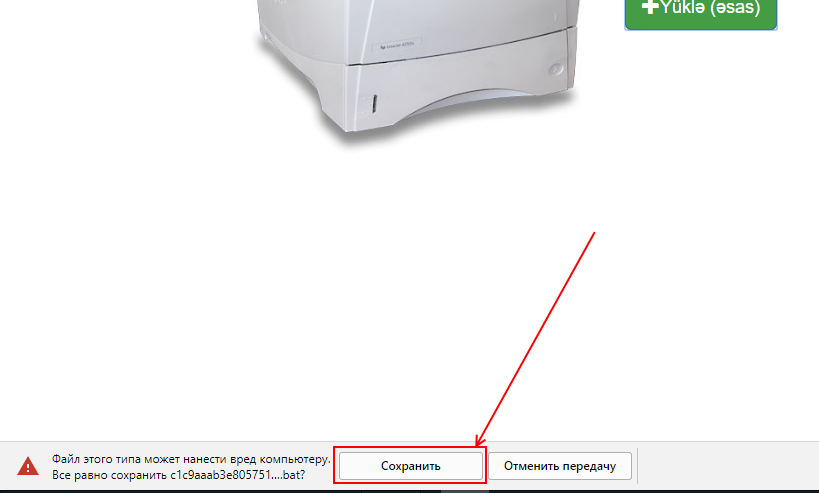 +Yüklə (əsas)
Файл этого типа может нанести вред компьютеру.
Все равно сохранить c1c9aaab3e805751....bat?
Сохранить
Отменить передачу